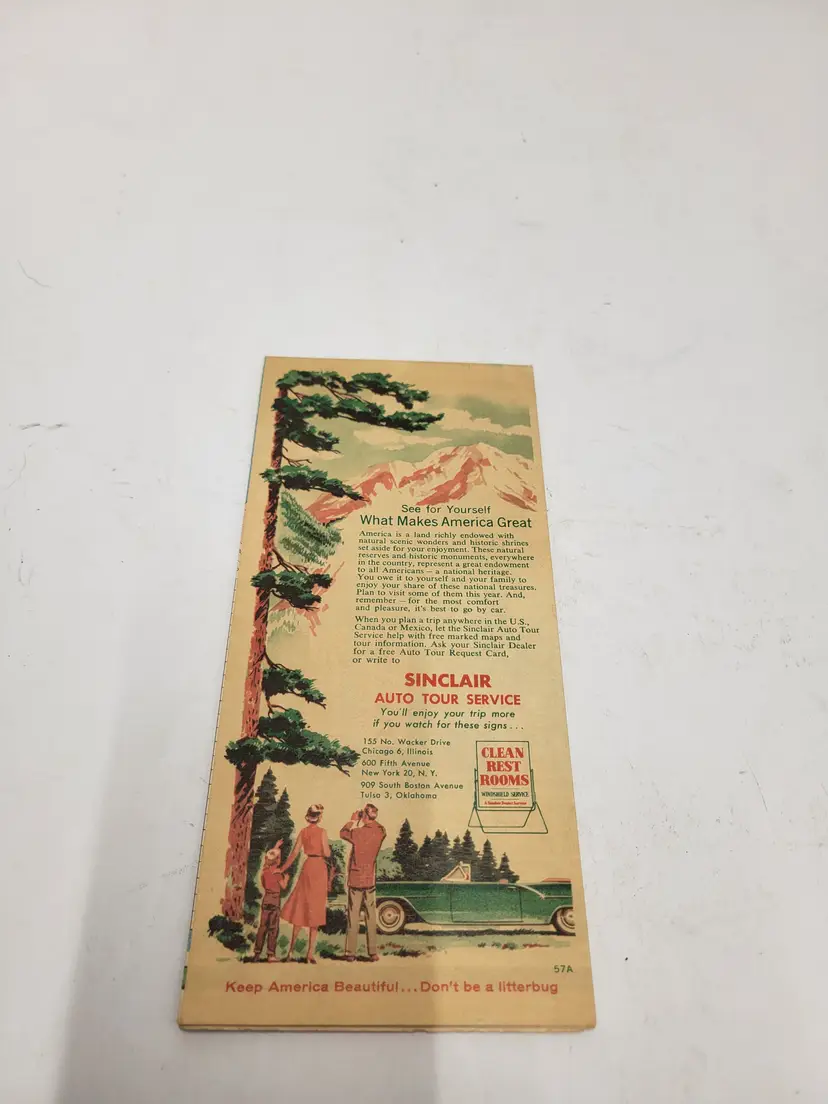 See for Yourself
What Makes America Great
America is a land richly endowed with
natural scenic wonders and historic shrines
set aside for your enjoyment. These natural
reserves and historic monuments, everywhere
in the country, represent a great endowment
to all Americans — a national heritage.
You owe it to yourself and your family to
enjoy your share of these national treasures.
Plan to visit some of them this year. And,
remember — for the most comfort
and pleasure, it's best to go by car.
When you plan a trip anywhere in the U.S.,
Canada or Mexico, let the Sinclair Auto Tour
Service help with free marked maps and
tour information. Ask your Sinclair Dealer
for a free Auto Tour Request Card,
or write to
SINCLAIR
AUTO TOUR SERVICE
You'll enjoy your trip more
if you watch for these signs...
155 No. Wacker Drive
Chicago 6, Illinois
600 Fifth Avenue
New York 20, N. Y.
909 South Boston Avenue
Tulsa 3, Oklahoma
CLEAN
REST
ROOMS
WINDSHIELD SERVICE
A Sinclair Dealer Service
57A
Keep America Beautiful...Don't be a litterbug